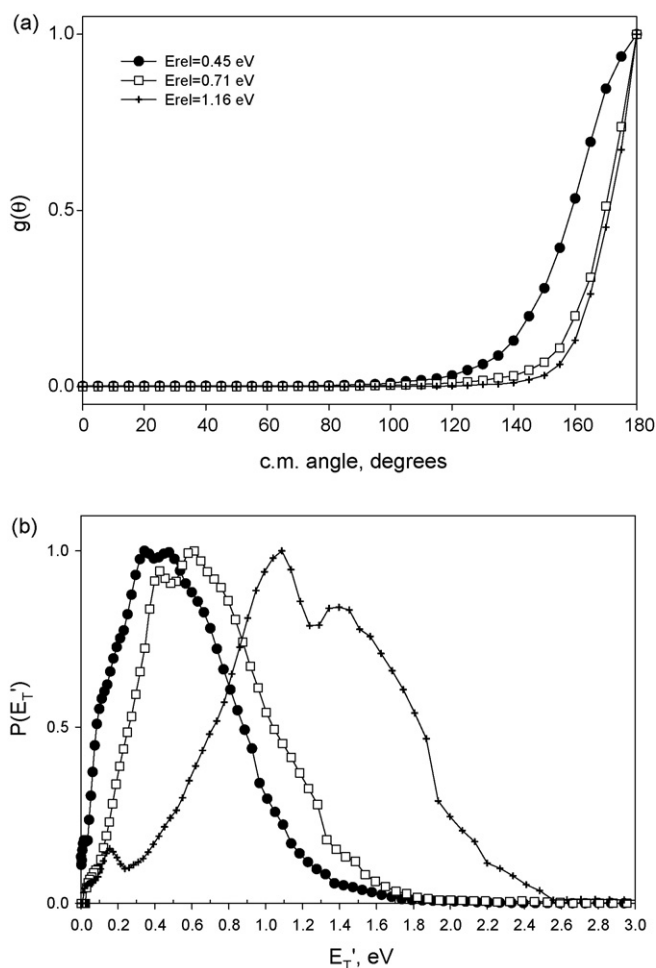 (a)
1.0
0.5
0.0
g(θ)
Erel=0.45 eV
Erel=0.71 eV
Erel=1.16 eV
0 20 40 60 80 100 120 140 160 180
c.m. angle, degrees
(b)
1.0
0.5
0.0
P(E_T')
0.0 0.2 0.4 0.6 0.8 1.0 1.2 1.4 1.6 1.8 2.0 2.2 2.4 2.6 2.8 3.0
E_T', eV